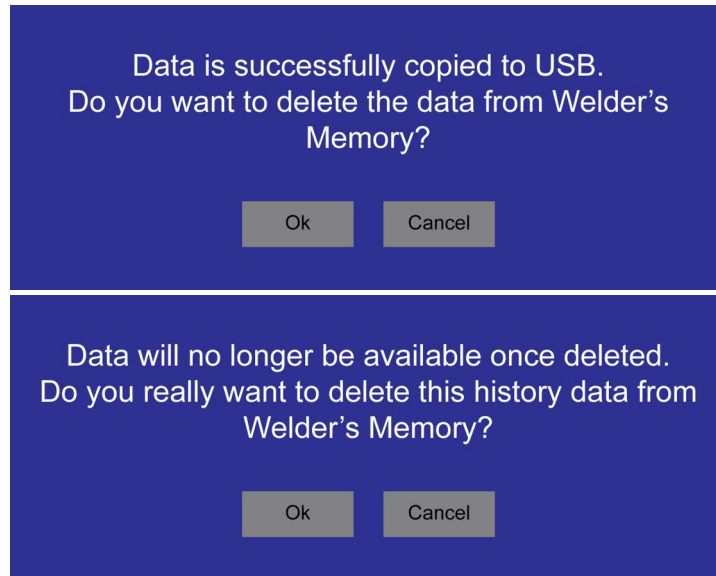 Data is successfully copied to USB.
Do you want to delete the data from Welder’s
Memory?
Ok Cancel
Data will no longer be available once deleted.
Do you really want to delete this history data from
Welder’s Memory?
Ok Cancel